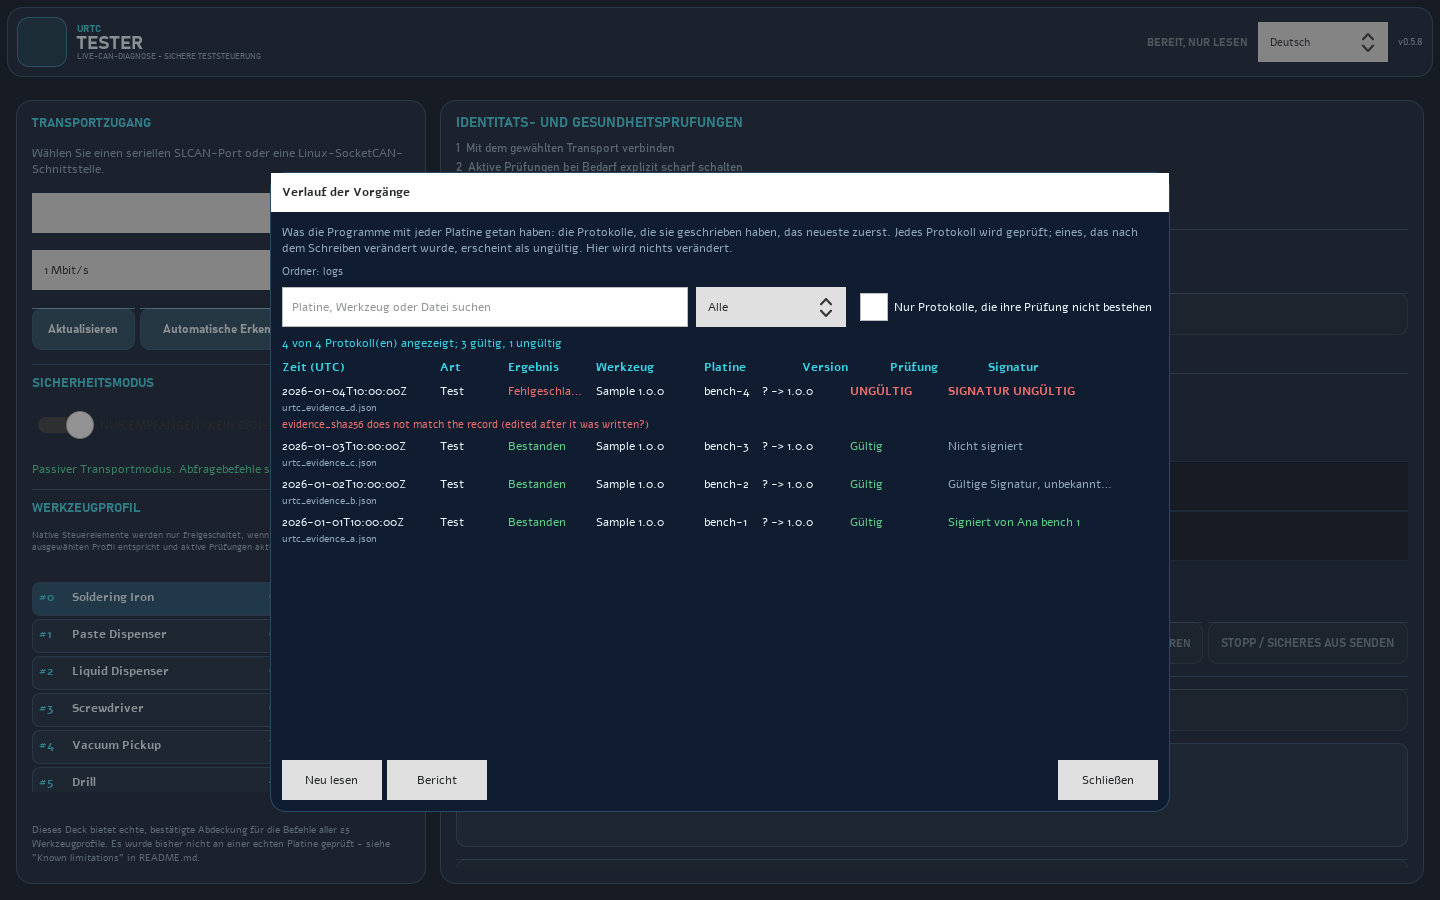 URTC
TESTER
LIVE-CAN-DIAGNOSE - SICHERE TESTSTEUERUNG
BEREIT, NUR LESEN
Deutsch
v0.5.8
TRANSPORTZUGANG
Wählen Sie einen seriellen SLCAN-Port oder eine Linux-SocketCAN-
Schnittstelle.
1 Mbit/s
Aktualisieren
Automatische Erken
SICHERHEITSMODUS
NUR EMPFANGEN (KEIN CAN-
Passiver Transportmodus. Abfragebefehle s
WERKZEUGPROFIL
Native Steuerelemente werden nur freigeschaltet, wenn
ausgewählten Profil entspricht und aktive Prüfungen akt
#0 Soldering Iron
#1 Paste Dispenser
#2 Liquid Dispenser
#3 Screwdriver
#4 Vacuum Pickup
#5 Drill
Dieses Deck bietet echte, bestätigte Abdeckung für die Befehle aller 25
Werkzeugprofile. Es wurde bisher nicht an einer echten Platine geprüft - siehe
"Known limitations" in README.md.
IDENTITATS- UND GESUNDHEITSPRUFUNGEN
1 Mit dem gewählten Transport verbinden
2 Aktive Prüfungen bei Bedarf explizit scharf schalten
REN
STOPP / SICHERES AUS SENDEN
Verlauf der Vorgänge
Was die Programme mit jeder Platine getan haben: die Protokolle, die sie geschrieben haben, das neueste zuerst. Jedes Protokoll wird geprüft; eines, das nach
dem Schreiben verändert wurde, erscheint als ungültig. Hier wird nichts verändert.
Ordner: logs
Platine, Werkzeug oder Datei suchen
Alle
Nur Protokolle, die ihre Prüfung nicht bestehen
4 von 4 Protokoll(en) angezeigt; 3 gültig, 1 ungültig
Zeit (UTC) Art Ergebnis Werkzeug Platine Version Prüfung Signatur
2026-01-04T10:00:00Z Test Fehlgeschla... Sample 1.0.0 bench-4 ? -> 1.0.0 UNGÜLTIG SIGNATUR UNGÜLTIG
urtc_evidence_d.json
evidence_sha256 does not match the record (edited after it was written?)
2026-01-03T10:00:00Z Test Bestanden Sample 1.0.0 bench-3 ? -> 1.0.0 Gültig Nicht signiert
urtc_evidence_c.json
2026-01-02T10:00:00Z Test Bestanden Sample 1.0.0 bench-2 ? -> 1.0.0 Gültig Gültige Signatur, unbekannt...
urtc_evidence_b.json
2026-01-01T10:00:00Z Test Bestanden Sample 1.0.0 bench-1 ? -> 1.0.0 Gültig Signiert von Ana bench 1
urtc_evidence_a.json
Neu lesen
Bericht
Schließen